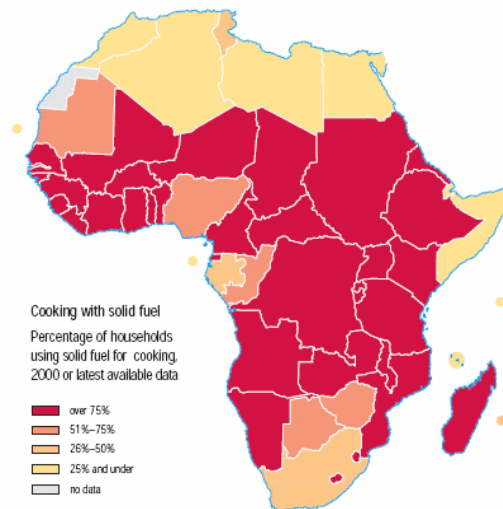 Cooking with solid fuel
Percentage of households
using solid fuel for cooking,
2000 or latest available data
over 75%
51%–75%
26%–50%
25% and under
no data